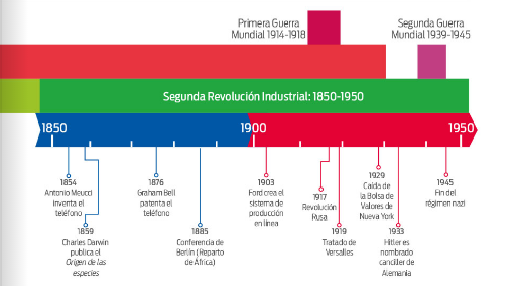 Primera Guerra
Mundial 1914-1918
Segunda Guerra
Mundial 1939-1945
Segunda Revolución Industrial: 1850-1950
1850
1900
1950
1854
Antonio Meucci
inventa el
teléfono
1859
Charles Darwin
publica el
Origen de las
especies
1876
Graham Bell
patenta el
teléfono
1885
Conferencia de
Berlín (Reparto
de África)
1903
Ford crea el
sistema de
producción
en línea
1917
Revolución
Rusa
1919
Tratado de
Versalles
1929
Caída de
la Bolsa de
Valores de
Nueva York
1933
Hitler es
nombrado
canciller de
Alemania
1945
Fin del
régimen nazi